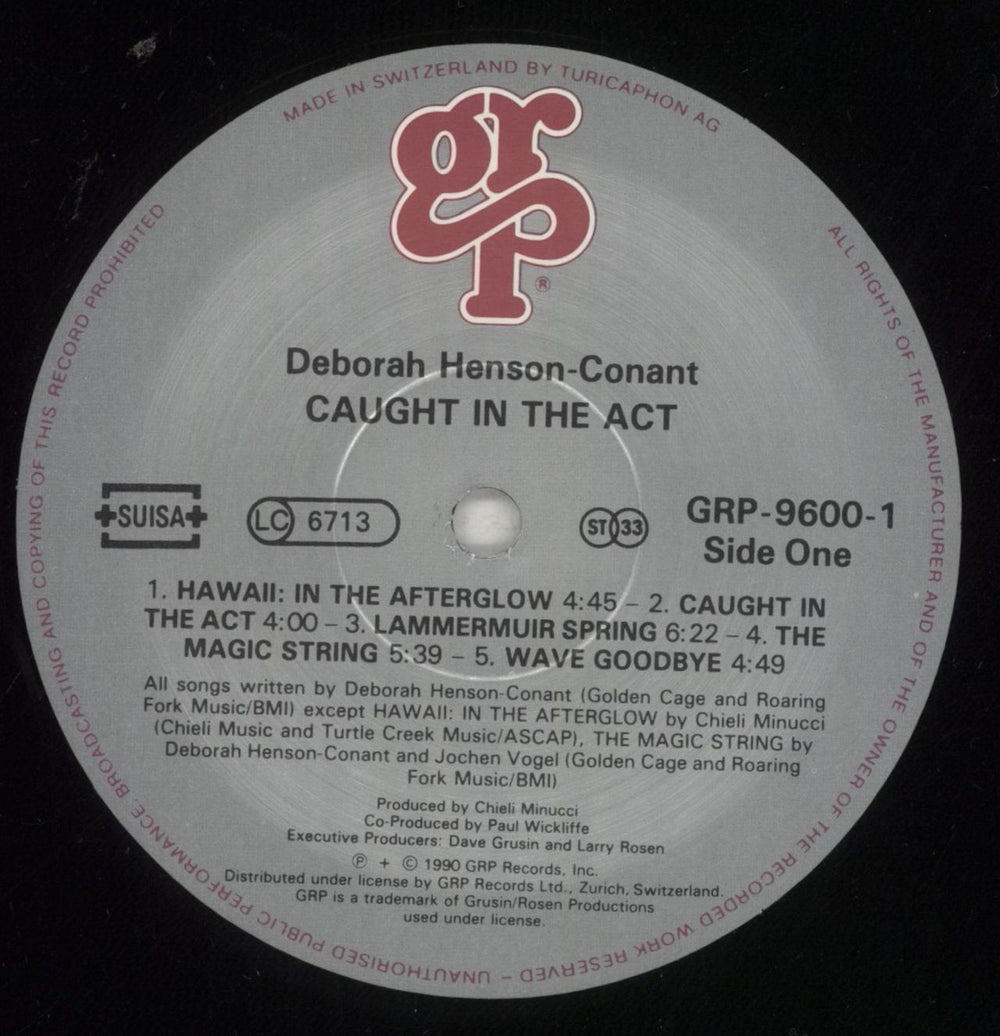 MADE IN SWITZERLAND BY TURICAPHON AG
grp®
Deborah Henson-Conant
CAUGHT IN THE ACT
+SUISA+
LC 6713
ST 33
GRP-9600-1
Side One
1. HAWAII: IN THE AFTERGLOW 4:45 – 2. CAUGHT IN
THE ACT 4:00 – 3. LAMMERMUIR SPRING 6:22 – 4. THE
MAGIC STRING 5:39 – 5. WAVE GOODBYE 4:49
All songs written by Deborah Henson-Conant (Golden Cage and Roaring
Fork Music/BMI) except HAWAII: IN THE AFTERGLOW by Chieli Minucci
(Chieli Music and Turtle Creek Music/ASCAP), THE MAGIC STRING by
Deborah Henson-Conant and Jochen Vogel (Golden Cage and Roaring
Fork Music/BMI)
Produced by Chieli Minucci
Co-Produced by Paul Wickliffe
Executive Producers: Dave Grusin and Larry Rosen
℗ + © 1990 GRP Records, Inc.
Distributed under license by GRP Records Ltd., Zurich, Switzerland.
GRP is a trademark of Grusin/Rosen Productions
used under license.
ALL RIGHTS OF THE MANUFACTURER AND OF THE OWNER OF THE RECORDED WORK RESERVED – UNAUTHORISED PUBLIC PERFORMANCE, BROADCASTING AND COPYING OF THIS RECORD PROHIBITED